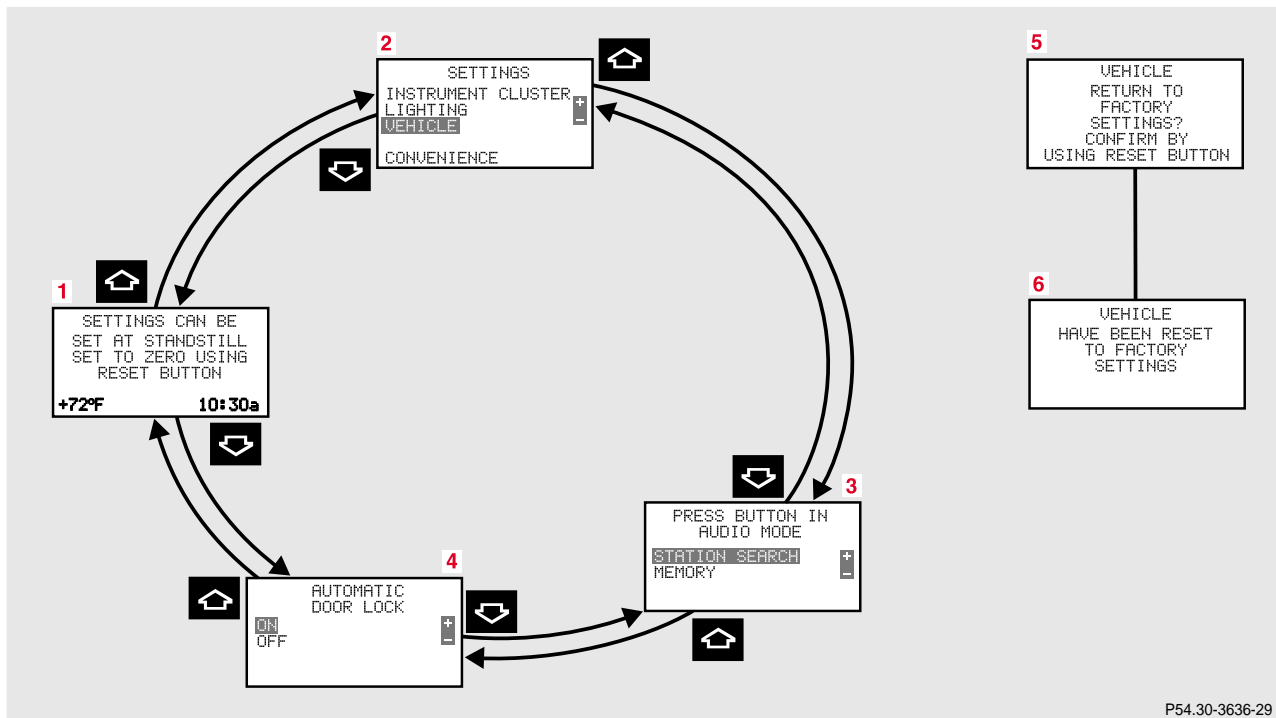 2
SETTINGS
INSTRUMENT CLUSTER
LIGHTING
VEHICLE
CONVENIENCE
+
–
5
VEHICLE
RETURN TO
FACTORY
SETTINGS?
CONFIRM BY
USING RESET BUTTON
1
SETTINGS CAN BE
SET AT STANDSTILL
SET TO ZERO USING
RESET BUTTON
+72°F 10:30a
6
VEHICLE
HAVE BEEN RESET
TO FACTORY
SETTINGS
3
PRESS BUTTON IN
AUDIO MODE
STATION SEARCH
MEMORY
+
–
4
AUTOMATIC
DOOR LOCK
ON
OFF
+
–
P54.30-3636-29